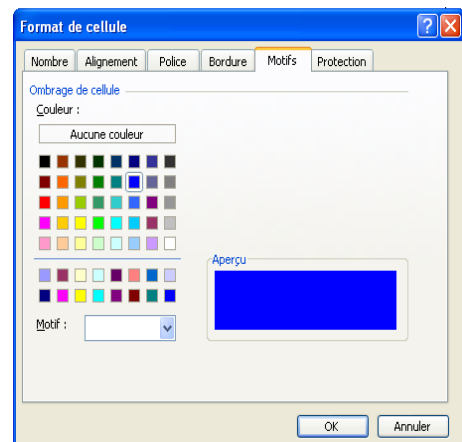 Format de cellule
Nombre Alignement Police Bordure Motifs Protection
Ombrage de cellule
Couleur :
Aucune couleur
Aperçu
Motif :
OK Annuler